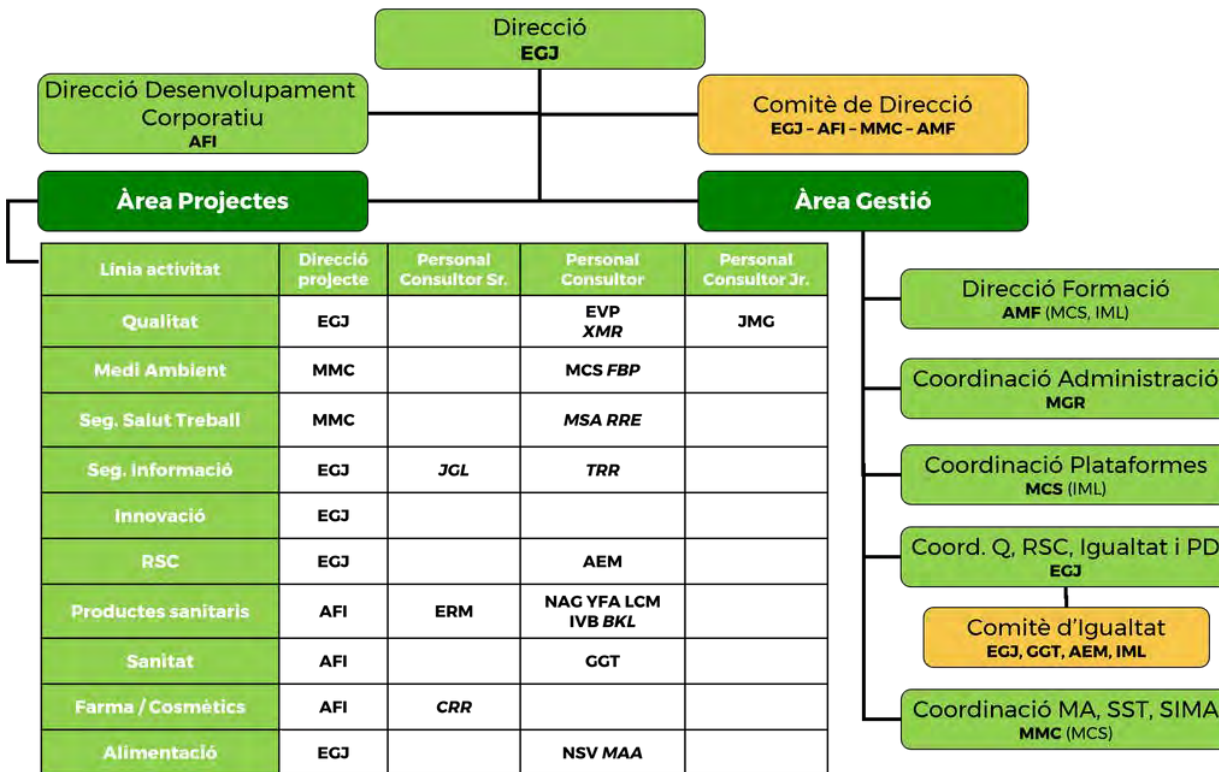 Direcció
EGJ
Direcció Desenvolupament
Corporatiu
AFI
Comitè de Direcció
EGJ – AFI – MMC – AMF
Àrea Projectes
Àrea Gestió
Línia activitat
Direcció
projecte
Personal
Consultor Sr.
Personal
Consultor
Personal
Consultor Jr.
Qualitat
EGJ
EVP
XMR
JMG
Medi Ambient
MMC
MCS FBP
Seg. Salut Treball
MMC
MSA RRE
Seg. Informació
EGJ
JGL
TRR
Innovació
EGJ
RSC
EGJ
AEM
Productes sanitaris
AFI
ERM
NAG YFA LCM
IVB BKL
Sanitat
AFI
GGT
Farma / Cosmètics
AFI
CRR
Alimentació
EGJ
NSV MAA
Direcció Formació
AMF (MCS, IML)
Coordinació Administració
MGR
Coordinació Plataformes
MCS (IML)
Coord. Q, RSC, Igualtat i PD
EGJ
Comitè d'Igualtat
EGJ, GGT, AEM, IML
Coordinació MA, SST, SIMA
MMC (MCS)